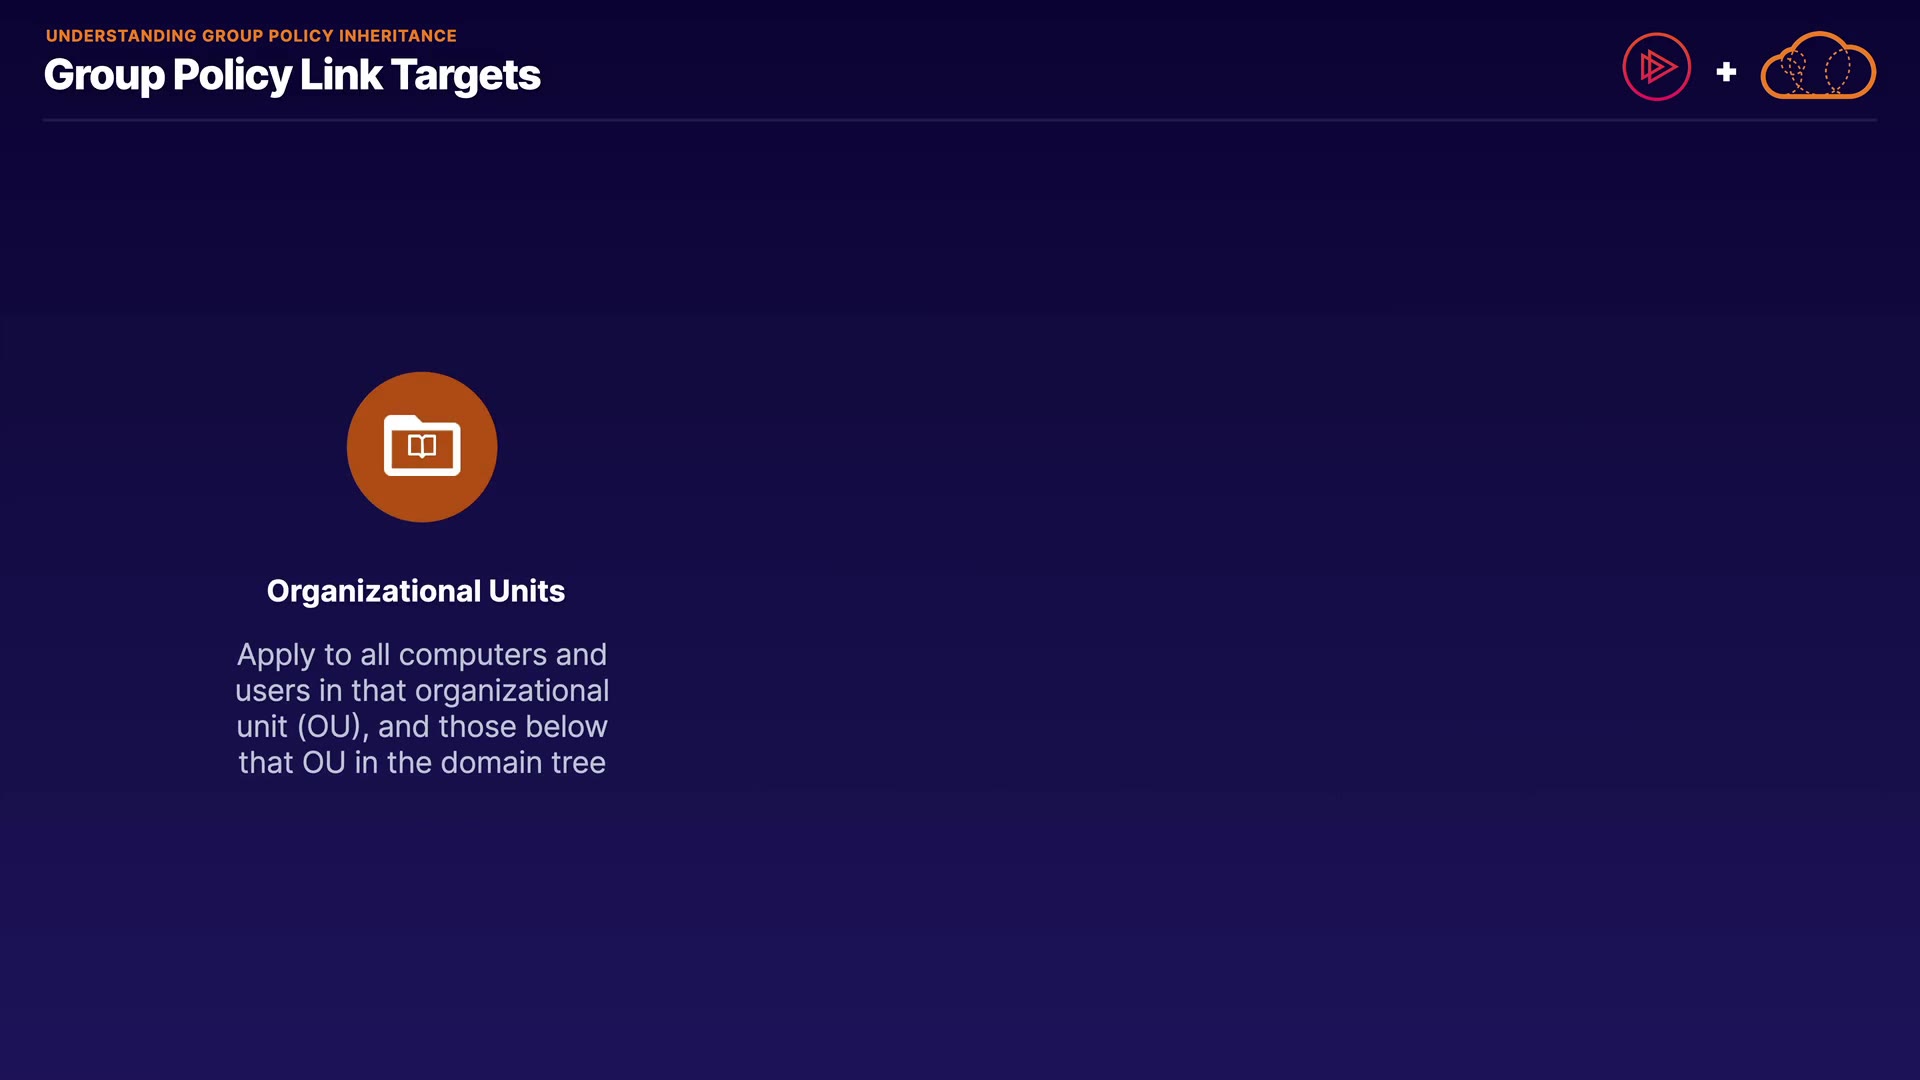 UNDERSTANDING GROUP POLICY INHERITANCE
Group Policy Link Targets
Organizational Units
Apply to all computers and
users in that organizational
unit (OU), and those below
that OU in the domain tree